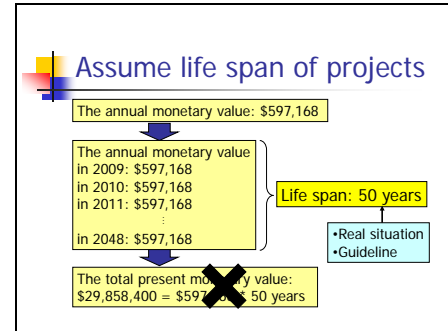 Assume life span of projects
The annual monetary value: $597,168
The annual monetary value
in 2009: $597,168
in 2010: $597,168
in 2011: $597,168
⋮
in 2048: $597,168
Life span: 50 years
•Real situation
•Guideline
The total present monetary value:
$29,858,400 = $597, * 50 years